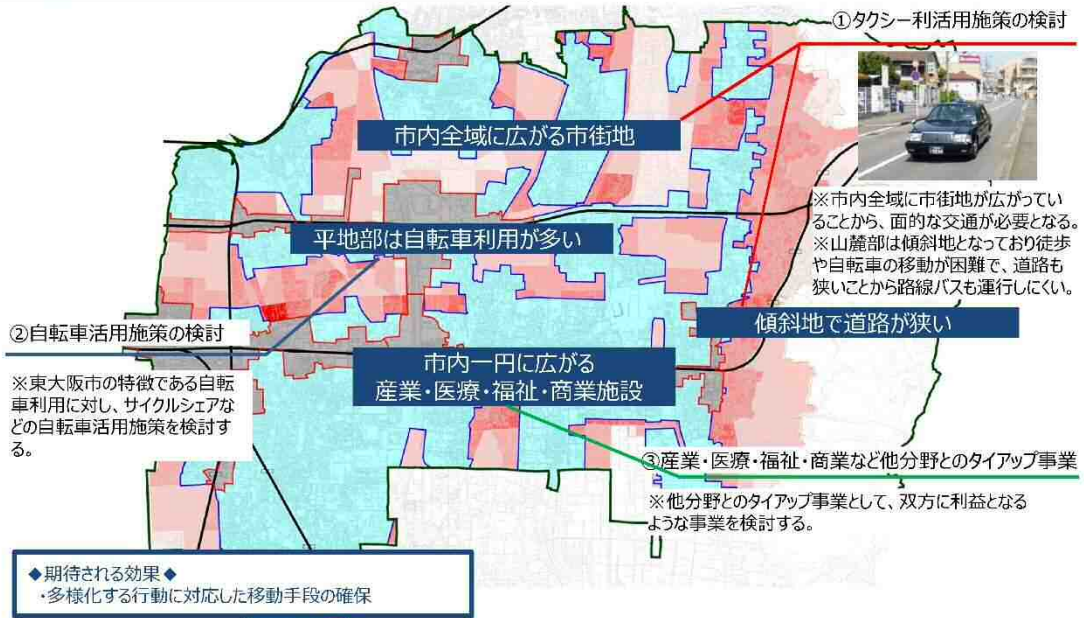 ①タクシー利活用施策の検討
市内全域に広がる市街地
※市内全域に市街地が広がってい
ることから、面的な交通が必要となる。
※山麓部は傾斜地となっており徒歩
や自転車の移動が困難で、道路も
狭いことから路線バスも運行しにくい。
平地部は自転車利用が多い
傾斜地で道路が狭い
②自転車活用施策の検討
※東大阪市の特徴である自転
車利用に対し、サイクルシェアな
どの自転車活用施策を検討す
る。
市内一円に広がる
産業・医療・福祉・商業施設
③産業・医療・福祉・商業など他分野とのタイアップ事業
※他分野とのタイアップ事業として、双方に利益となる
ような事業を検討する。
◆期待される効果◆
・多様化する行動に対応した移動手段の確保